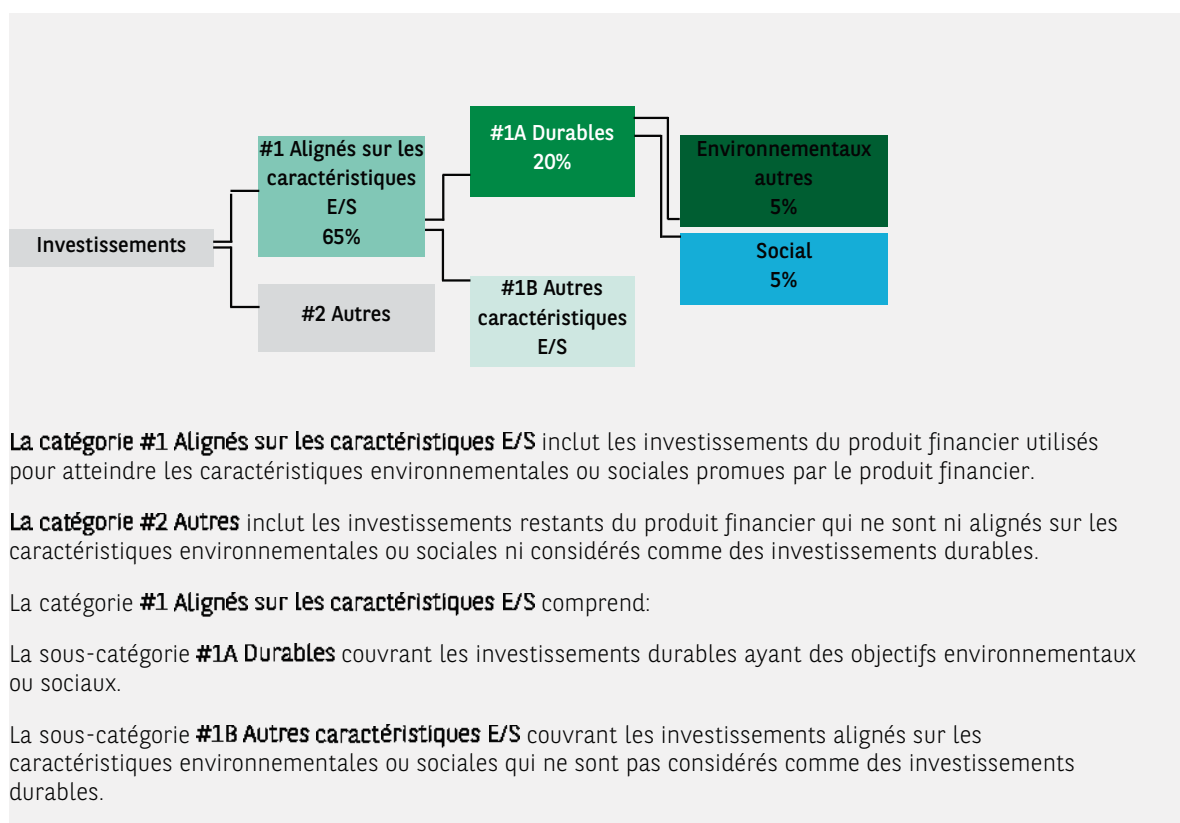 #1A Durables
20%
#1 Alignés sur les
caractéristiques
E/S
65%
Environnementaux
autres
5%
Investissements
Social
5%
#2 Autres
#1B Autres
caractéristiques
E/S
La catégorie #1 Alignés sur les caractéristiques E/S inclut les investissements du produit financier utilisés
pour atteindre les caractéristiques environnementales ou sociales promues par le produit financier.
La catégorie #2 Autres inclut les investissements restants du produit financier qui ne sont ni alignés sur les
caractéristiques environnementales ou sociales ni considérés comme des investissements durables.
La catégorie #1 Alignés sur les caractéristiques E/S comprend:
La sous-catégorie #1A Durables couvrant les investissements durables ayant des objectifs environnementaux
ou sociaux.
La sous-catégorie #1B Autres caractéristiques E/S couvrant les investissements alignés sur les
caractéristiques environnementales ou sociales qui ne sont pas considérés comme des investissements
durables.